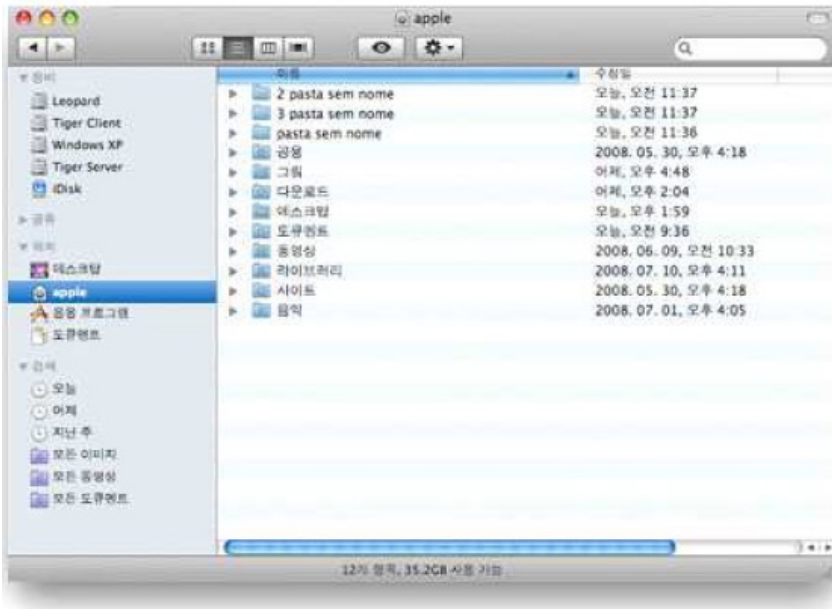 apple
이름 수정일
장비
Leopard
Tiger Client
Windows XP
Tiger Server
iDisk
공유
위치
데스크탑
apple
응용 프로그램
도큐멘트
검색
오늘
어제
지난 주
모든 이미지
모든 동영상
모든 도큐멘트
2 pasta sem nome 오늘, 오전 11:37
3 pasta sem nome 오늘, 오전 11:37
pasta sem nome 오늘, 오전 11:36
공용 2008. 05. 30, 오후 4:18
그림 어제, 오후 4:48
다운로드 어제, 오후 2:04
데스크탑 오늘, 오후 1:59
도큐멘트 오늘, 오전 9:36
동영상 2008. 06. 09, 오전 10:33
라이브러리 2008. 07. 10, 오후 4:11
사이트 2008. 05. 30, 오후 4:18
음악 2008. 07. 01, 오후 4:05
12개 항목, 35.2GB 사용 가능